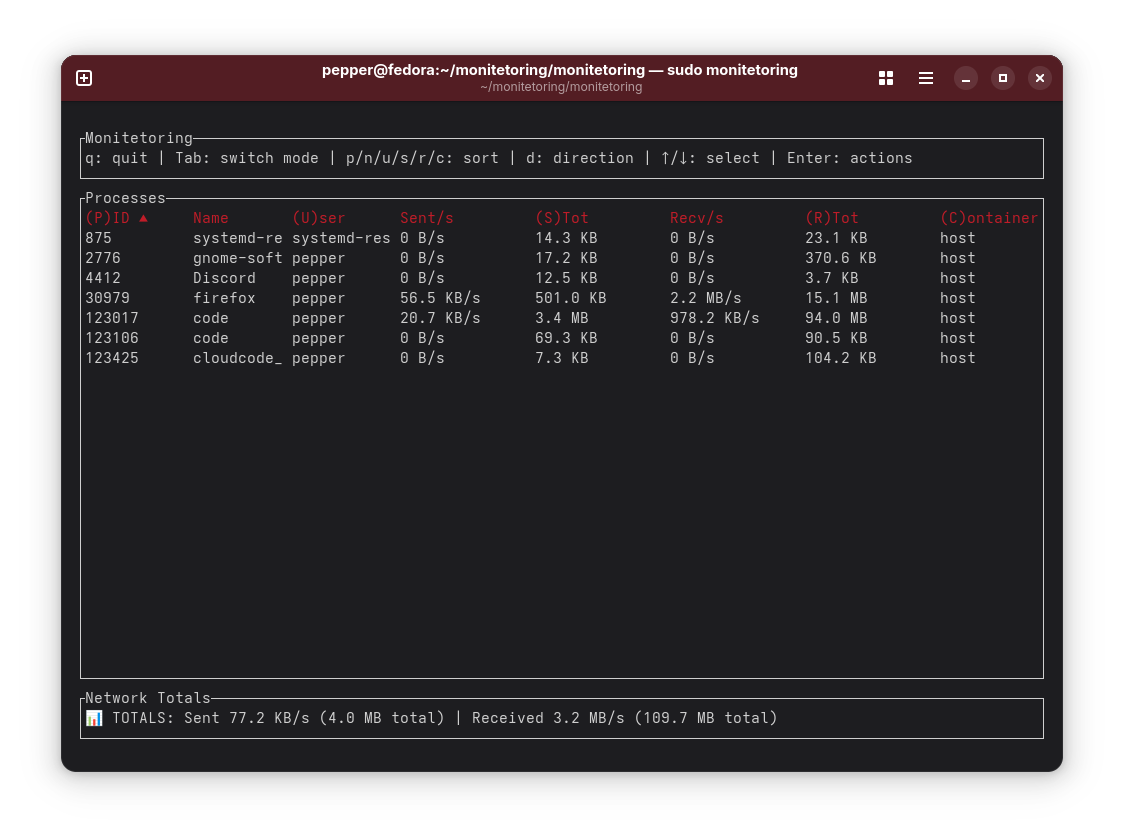 pepper@fedora:~/monitetoring/monitetoring — sudo monitetoring
~/monitetoring/monitetoring
Monitetoring
q: quit | Tab: switch mode | p/n/u/s/r/c: sort | d: direction | ↑/↓: select | Enter: actions
Processes
(P)ID ▲ Name (U)ser Sent/s (S)Tot Recv/s (R)Tot (C)ontainer
875 systemd-re systemd-res 0 B/s 14.3 KB 0 B/s 23.1 KB host
2776 gnome-soft pepper 0 B/s 17.2 KB 0 B/s 370.6 KB host
4412 Discord pepper 0 B/s 12.5 KB 0 B/s 3.7 KB host
30979 firefox pepper 56.5 KB/s 501.0 KB 2.2 MB/s 15.1 MB host
123017 code pepper 20.7 KB/s 3.4 MB 978.2 KB/s 94.0 MB host
123106 code pepper 0 B/s 69.3 KB 0 B/s 90.5 KB host
123425 cloudcode_ pepper 0 B/s 7.3 KB 0 B/s 104.2 KB host
Network Totals
📊 TOTALS: Sent 77.2 KB/s (4.0 MB total) | Received 3.2 MB/s (109.7 MB total)